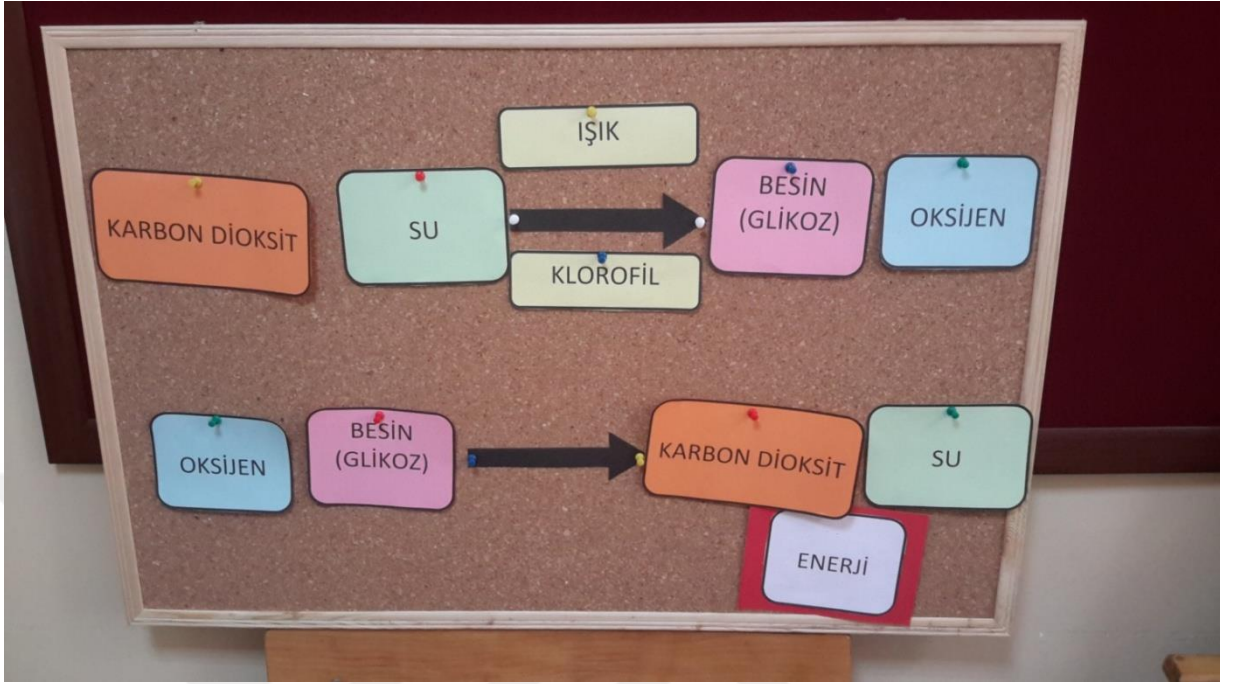 IŞIK
KARBON DİOKSİT
SU
BESİN
(GLİKOZ)
OKSİJEN
KLOROFİL
OKSİJEN
BESİN
(GLİKOZ)
KARBON DİOKSİT
SU
ENERJİ